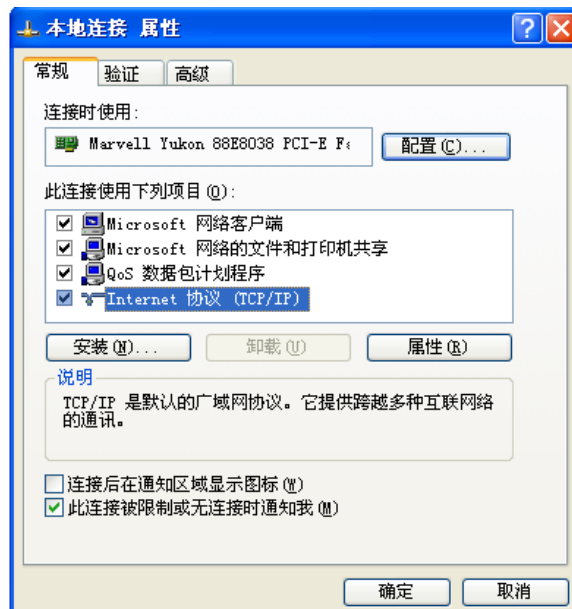 本地连接 属性
常规
验证
高级
连接时使用:
Marvell Yukon 88E8038 PCI-E
配置(C)...
此连接使用下列项目(O):
Microsoft 网络客户端
Microsoft 网络的文件和打印机共享
QoS 数据包计划程序
Internet 协议 (TCP/IP)
安装(N)...
卸载(U)
属性(R)
说明
TCP/IP 是默认的广域网协议。它提供跨越多种互联网络
的通讯。
连接后在通知区域显示图标(W)
此连接被限制或无连接时通知我(M)
确定
取消